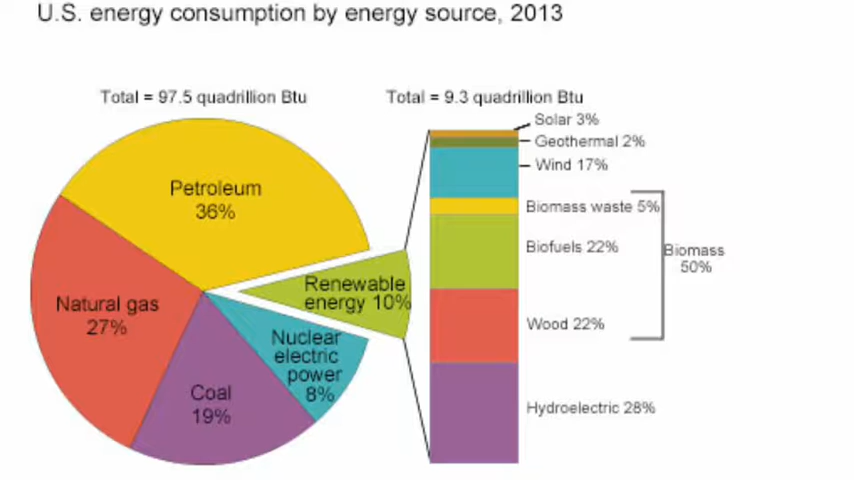 U.S. energy consumption by energy source, 2013
Total = 97.5 quadrillion Btu
Total = 9.3 quadrillion Btu
Petroleum
36%
Natural gas
27%
Coal
19%
Nuclear
electric
power
8%
Renewable
energy 10%
Solar 3%
Geothermal 2%
Wind 17%
Biomass waste 5%
Biofuels 22%
Wood 22%
Biomass
50%
Hydroelectric 28%